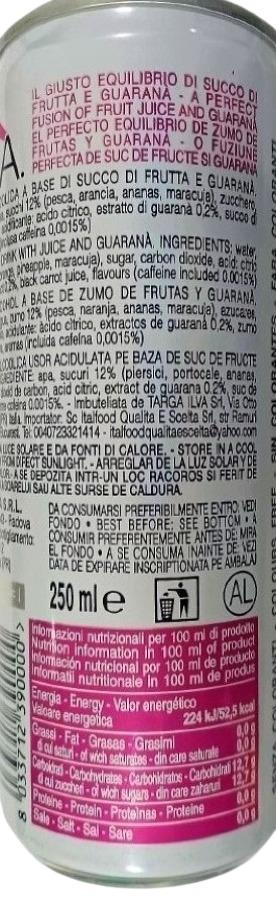 IL GIUSTO EQUILIBRIO DI SUCCO DI
FRUTTA E GUARANÀ - A PERFECT
FUSION OF FRUIT JUICE AND GUARANÀ
EL PERFECTO EQUILIBRIO DE ZUMO DE
FRUTAS Y GUARANÀ - O FUZIUNE
PERFECTA DE SUC DE FRUCTE SI GUARANA
A.
A BASE DI SUCCO DI FRUTTA E GUARANÀ.
12% (pesca, arancia, ananas, maracuja), zucchero,
acido citrico, estratto di guaranà 0,2%, succo di
caffeina 0,0015%)
DRINK WITH JUICE AND GUARANÀ. INGREDIENTS: water,
pineapple, maracuja), sugar, carbon dioxide, acid: citric
black carrot juice, flavours (caffeine included 0.0015%)
A BASE DE ZUMO DE FRUTAS Y GUARANÀ.
zumo 12% (pesca, naranja, ananas, maracuja), azucares,
ácido cítrico, extractos de guaraná 0,2%, zumo
aromas (incluida cafeina 0,0015%)
USOR ACIDULATA PE BAZA DE SUC DE FRUCTE
apa, sucuri 12% (piersici, portocale, ananas,
de carbon, acid citric, extract de guarana 0.2%, suc de
0.0015%. - Imbuteliata de TARGA ILVA Srl, Via Otto
Italia. Importator: Sc Italfood Qualita E Scelta Srl, str Ramuri
Tel: 0040723321414 - italfoodqualitaescelta@yahoo.com
LUCE SOLARE E DA FONTI DI CALORE. - STORE IN A COOL
FROM DIRECT SUNLIGHT. - ARREGLAR DE LA LUZ SOLAR Y DE
A SE DEPOZITA INTR-UN LOC RACOROS SI FERIT DE
SOARELUI SAU ALTE SURSE DE CALDURA.
S.R.L.
Padova
DA CONSUMARSI PREFERIBILMENTE ENTRO: VEDI
FONDO • BEST BEFORE: SEE BOTTOM • A
CONSUMIR PREFERENTEMENTE ANTES DE: MIRA
EL FONDO • A SE CONSUMA INAINTE DE: VEZI
DATA DE EXPIRARE INSCRIPTIONATA PE AMBALAJ
250 ml e
AL
8 033712 390000 >
Informazioni nutrizionali per 100 ml di prodotto
Nutrition information in 100 ml of product
Información nutricional por 100 ml de producto
Informatii nutritionale in 100 ml de produs
Energia - Energy - Valor energético
Valoare energetica 224 kJ/52,5 kcal
Grassi - Fat - Grasas - Grasimi 0,0 g
di cui saturi - of wich saturates - din care saturate 0,0 g
Carboidrati - Carbohydrates - Carbohidratos - Carbohidrati 12,7 g
di cui zuccheri - of wich sugars - din care zaharuri 12,7 g
Proteine - Protein - Proteínas - Proteine 0,0 g
Sale - Salt - Sal - Sare 0,0 g